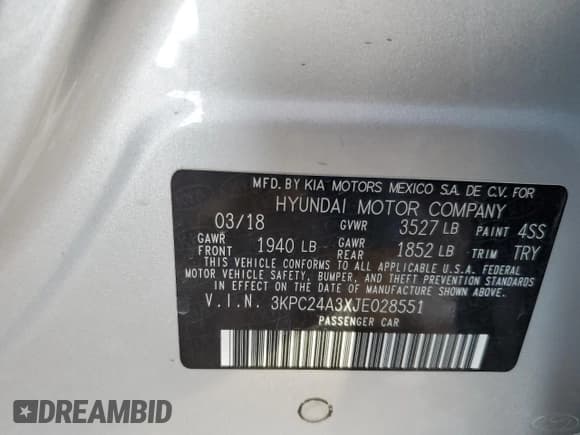 MFD. BY KIA MOTORS MEXICO S.A. DE C.V. FOR
HYUNDAI MOTOR COMPANY
03/18 GVWR 3527 LB PAINT 4SS
GAWR FRONT 1940 LB GAWR REAR 1852 LB TRIM TRY
THIS VEHICLE CONFORMS TO ALL APPLICABLE U.S.A. FEDERAL
MOTOR VEHICLE SAFETY, BUMPER, AND THEFT PREVENTION STANDARDS
IN EFFECT ON THE DATE OF MANUFACTURE SHOWN ABOVE.
V.I.N. 3KPC24A3XJE028551
PASSENGER CAR
DREAMBID